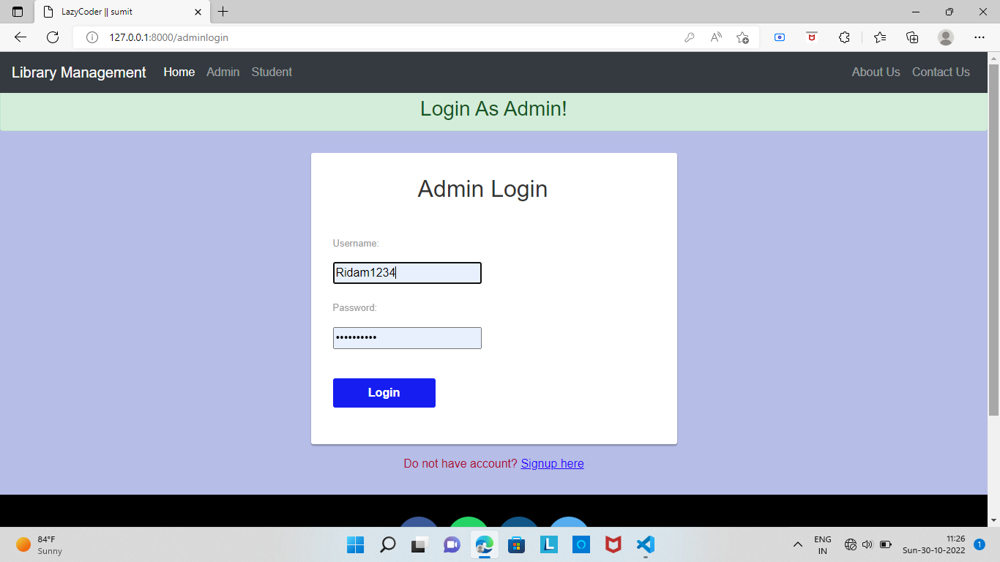 LazyCoder || sumit
127.0.0.1:8000/adminlogin
Library Management Home Admin Student About Us Contact Us
Login As Admin!
Admin Login
Username:
Ridam1234
Password:
••••••••••
Login
Do not have account? Signup here
84°F
Sunny
ENG
IN
11:26
Sun-30-10-2022
1